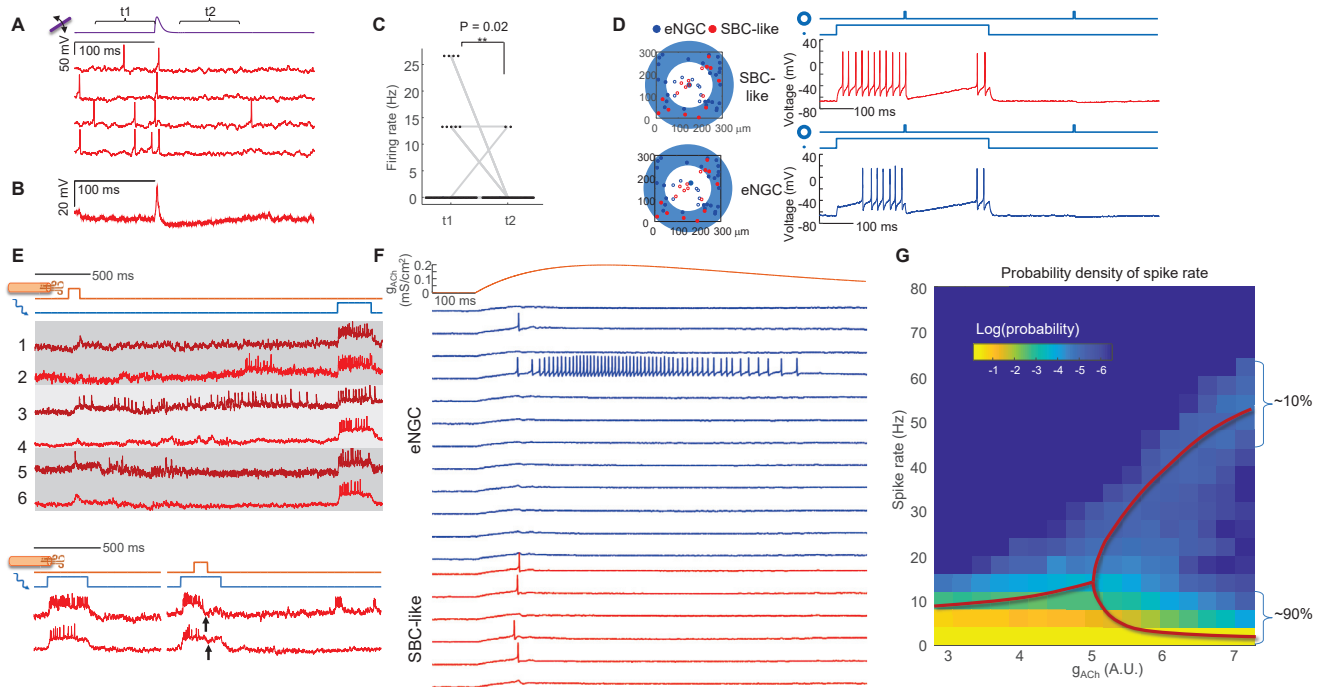 A
t1
t2
50 mV
100 ms
B
20 mV
100 ms
C
P = 0.02
**
Firing rate (Hz)
25
20
15
10
5
0
t1
t2
D
eNGC
SBC-like
300
200
100
0
0
100
200
300 μm
SBC-
like
300
200
100
0
0
100
200
300 μm
eNGC
Voltage (mV)
40
0
-40
-80
100 ms
Voltage (mV)
40
0
-40
-80
100 ms
E
500 ms
1
2
3
4
5
6
500 ms
F
gACh
(mS/cm2)
0.2
0
100 ms
eNGC
SBC-like
G
Probability density of spike rate
Log(probability)
-1 -2 -3 -4 -5 -6
Spike rate (Hz)
80
70
60
50
40
30
20
10
0
3
4
5
6
7
gACh (A.U.)
~10%
~90%